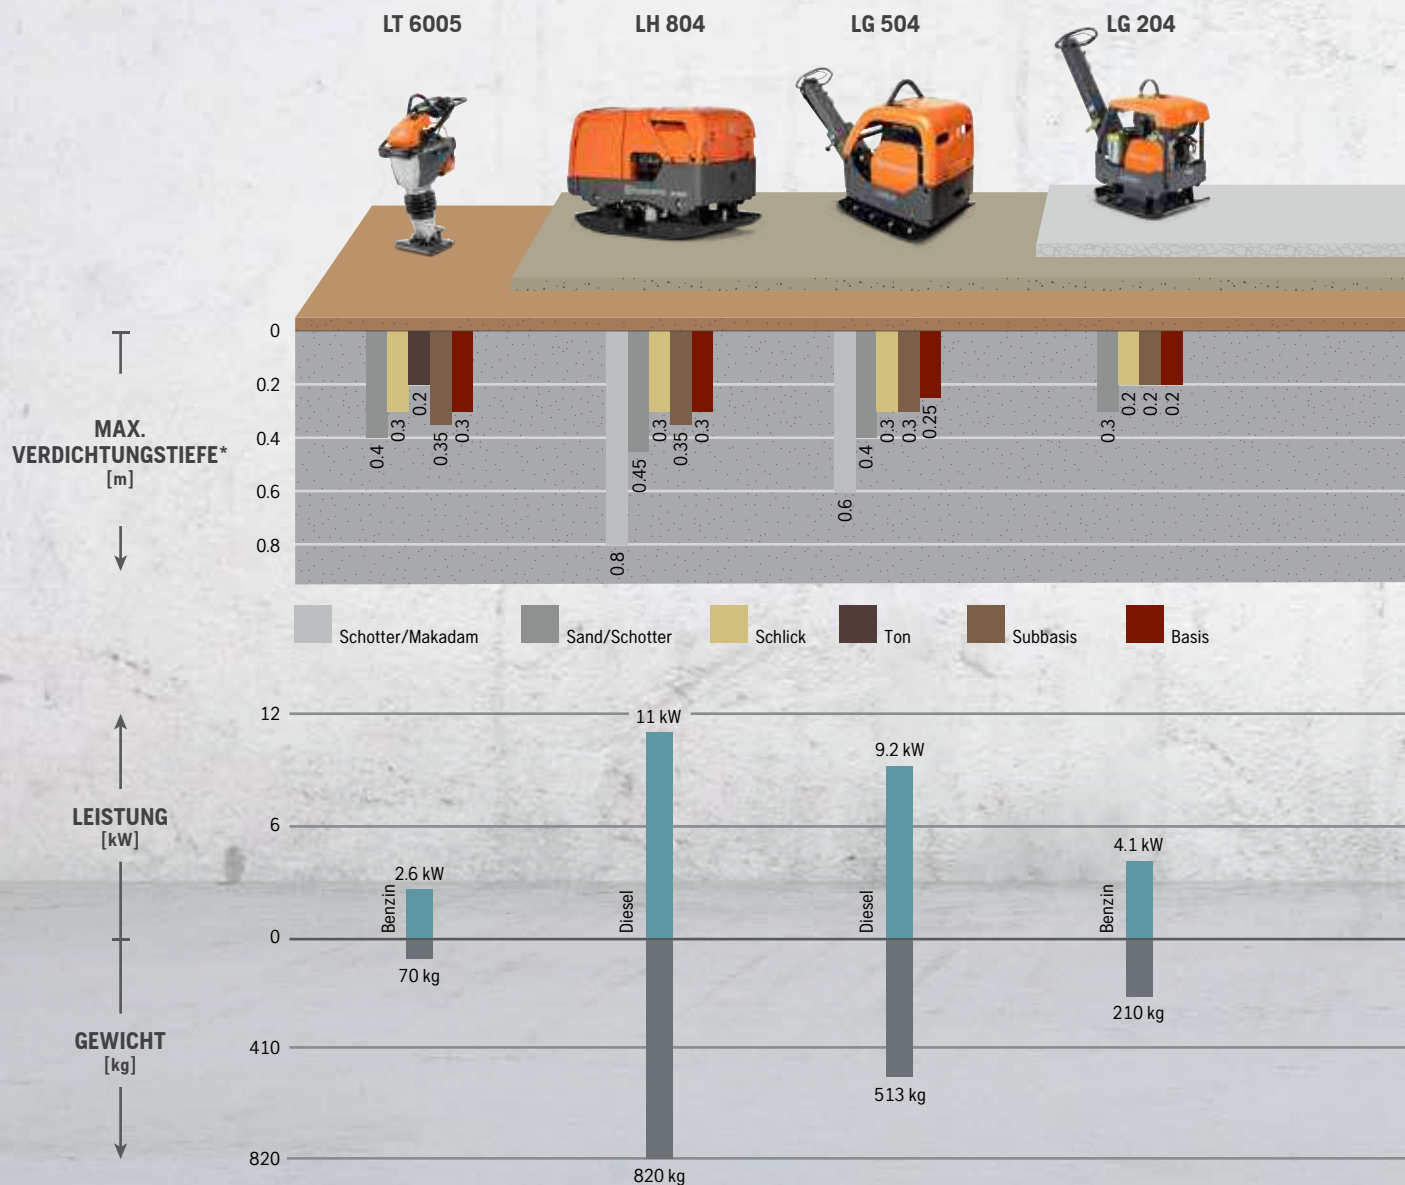 LT 6005
LH 804
LG 504
LG 204
MAX.
VERDICHTUNGSTIEFE*
[m]
0
0.2
0.4
0.6
0.8
0.4
0.3
0.2
0.35
0.3
0.8
0.45
0.3
0.35
0.3
0.6
0.4
0.3
0.3
0.25
0.3
0.2
0.2
0.2
Schotter/Makadam
Sand/Schotter
Schlick
Ton
Subbasis
Basis
LEISTUNG
[kW]
12
6
0
Benzin
2.6 kW
Diesel
11 kW
Diesel
9.2 kW
Benzin
4.1 kW
GEWICHT
[kg]
410
820
70 kg
820 kg
513 kg
210 kg